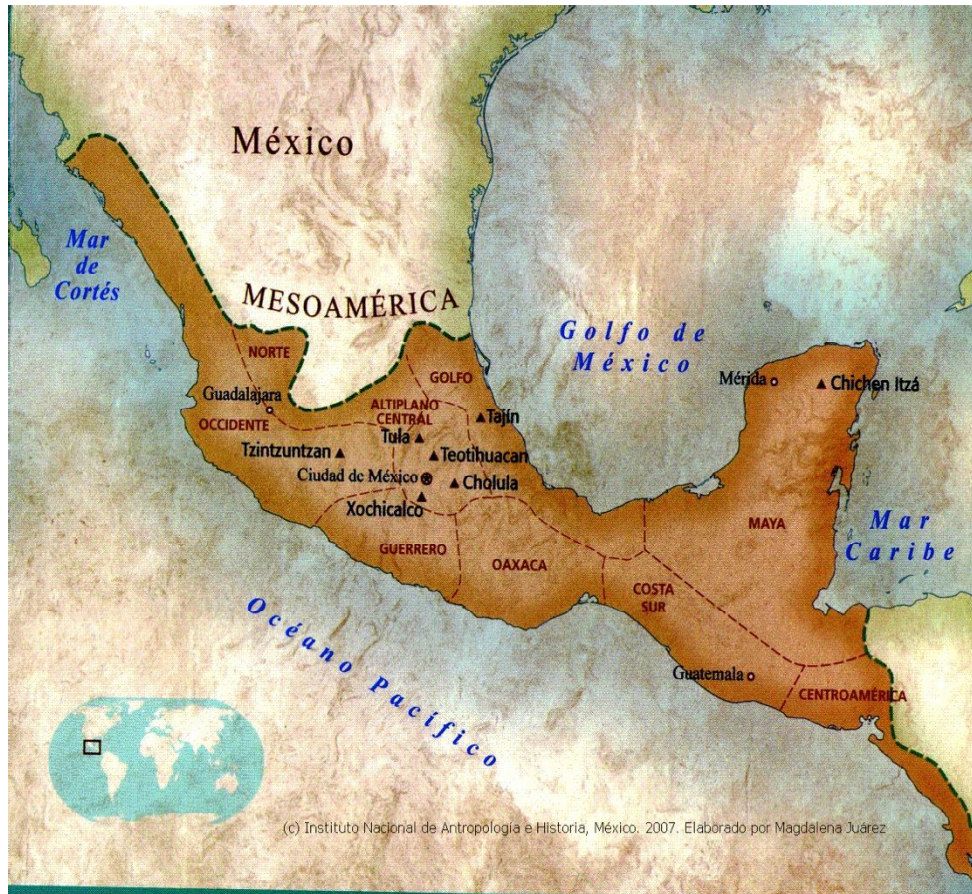 México
Mar
de
Cortés
MESOAMÉRICA
Golfo de
México
NORTE
GOLFO
Mérida
Chichen Itzá
Guadalajara
ALTIPLANO
CENTRAL
OCCIDENTE
Tajín
Tula
Tzintzuntzan
Teotihuacan
Ciudad de México
Cholula
Xochicalco
MAYA
Mar
Caribe
GUERRERO
OAXACA
COSTA
SUR
Océano Pacífico
Guatemala
CENTROAMÉRICA
(c) Instituto Nacional de Antropologia e Historia, México. 2007. Elaborado por Magdalena Juárez